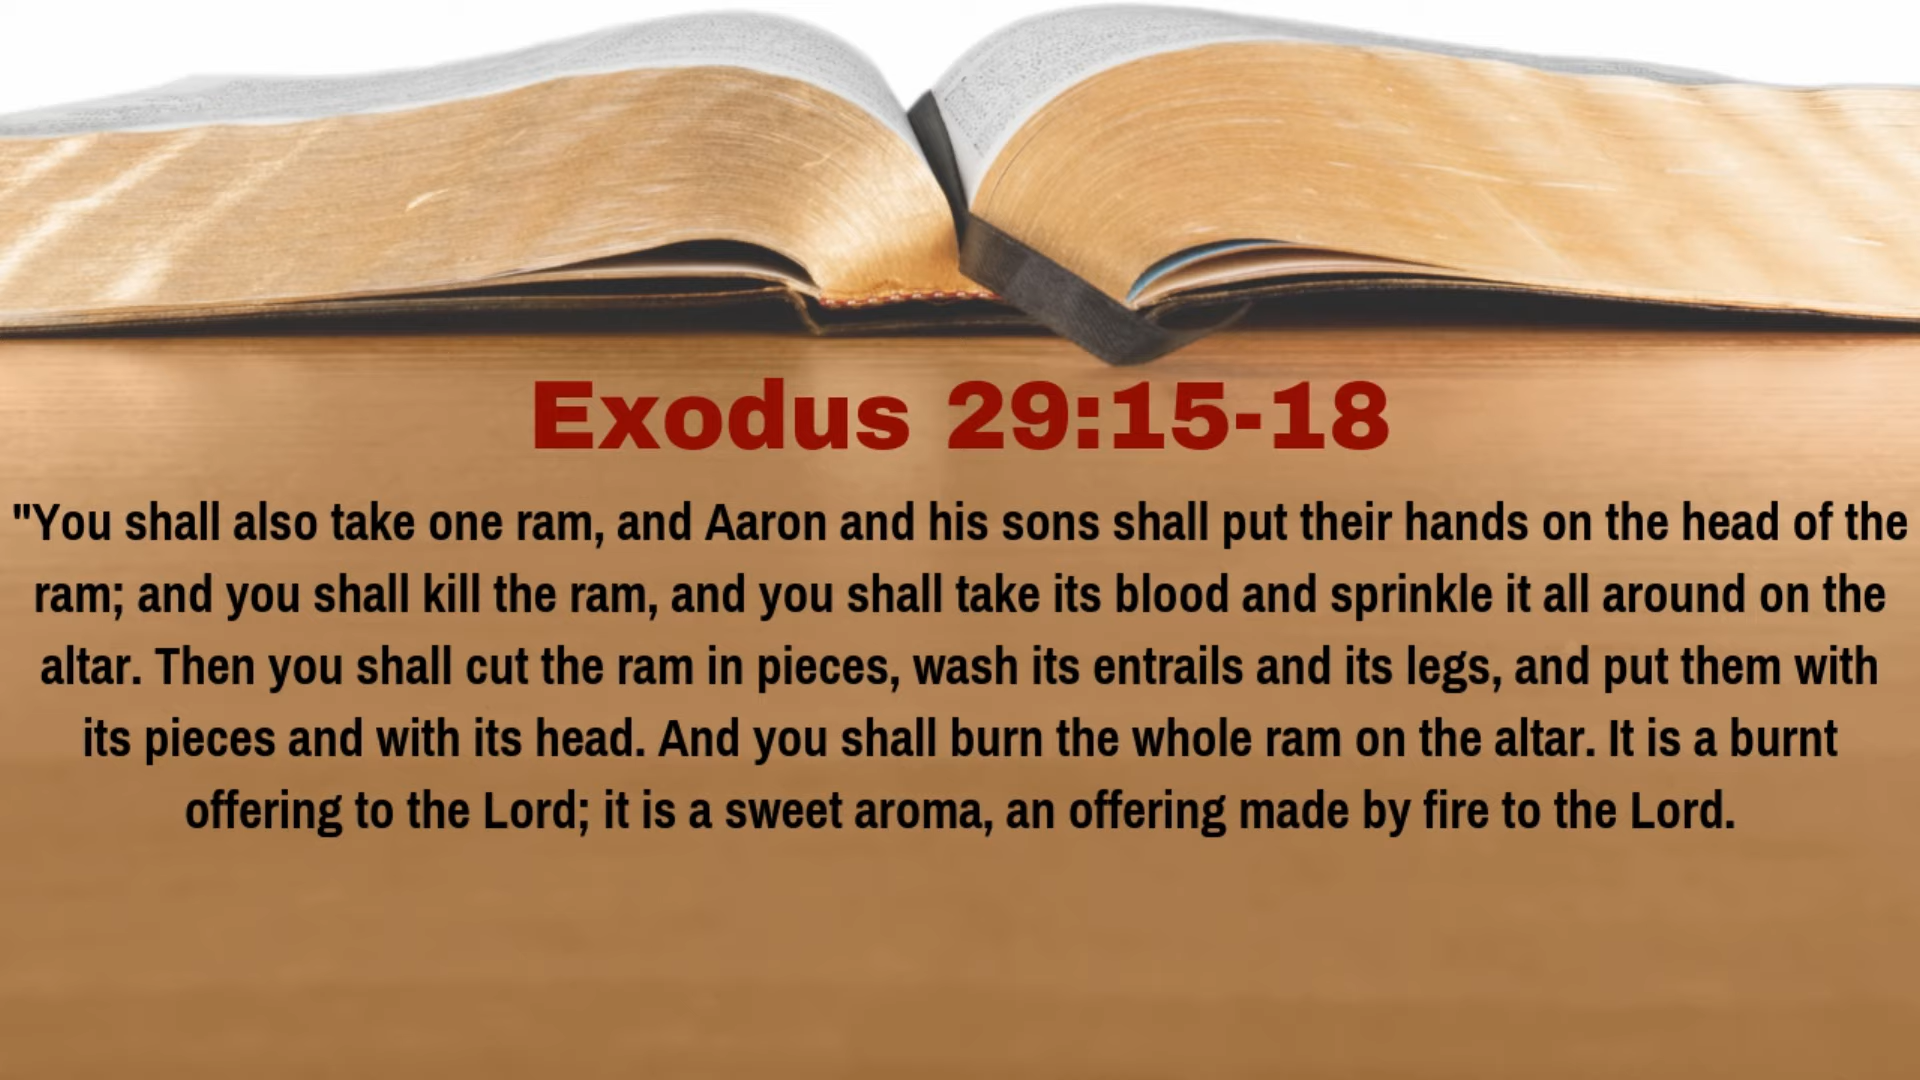 Exodus 29:15-18
"You shall also take one ram, and Aaron and his sons shall put their hands on the head of the
ram; and you shall kill the ram, and you shall take its blood and sprinkle it all around on the
altar. Then you shall cut the ram in pieces, wash its entrails and its legs, and put them with
its pieces and with its head. And you shall burn the whole ram on the altar. It is a burnt
offering to the Lord; it is a sweet aroma, an offering made by fire to the Lord.